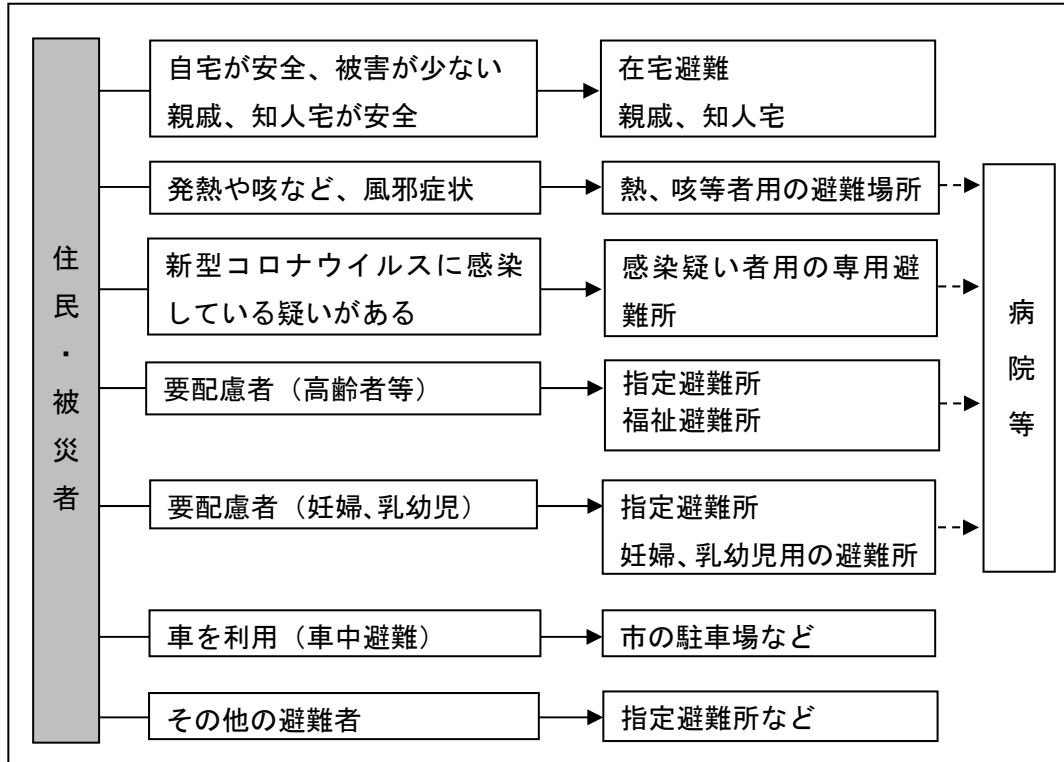 住民・被災者
自宅が安全、被害が少ない
親戚、知人宅が安全
在宅避難
親戚、知人宅
発熱や咳など、風邪症状
熱、咳等者用の避難場所
新型コロナウイルスに感染
している疑いがある
感染疑い者用の専用避
難所
要配慮者（高齢者等）
指定避難所
福祉避難所
要配慮者（妊婦、乳幼児）
指定避難所
妊婦、乳幼児用の避難所
車を利用（車中避難）
市の駐車場など
その他の避難者
指定避難所など
病院等